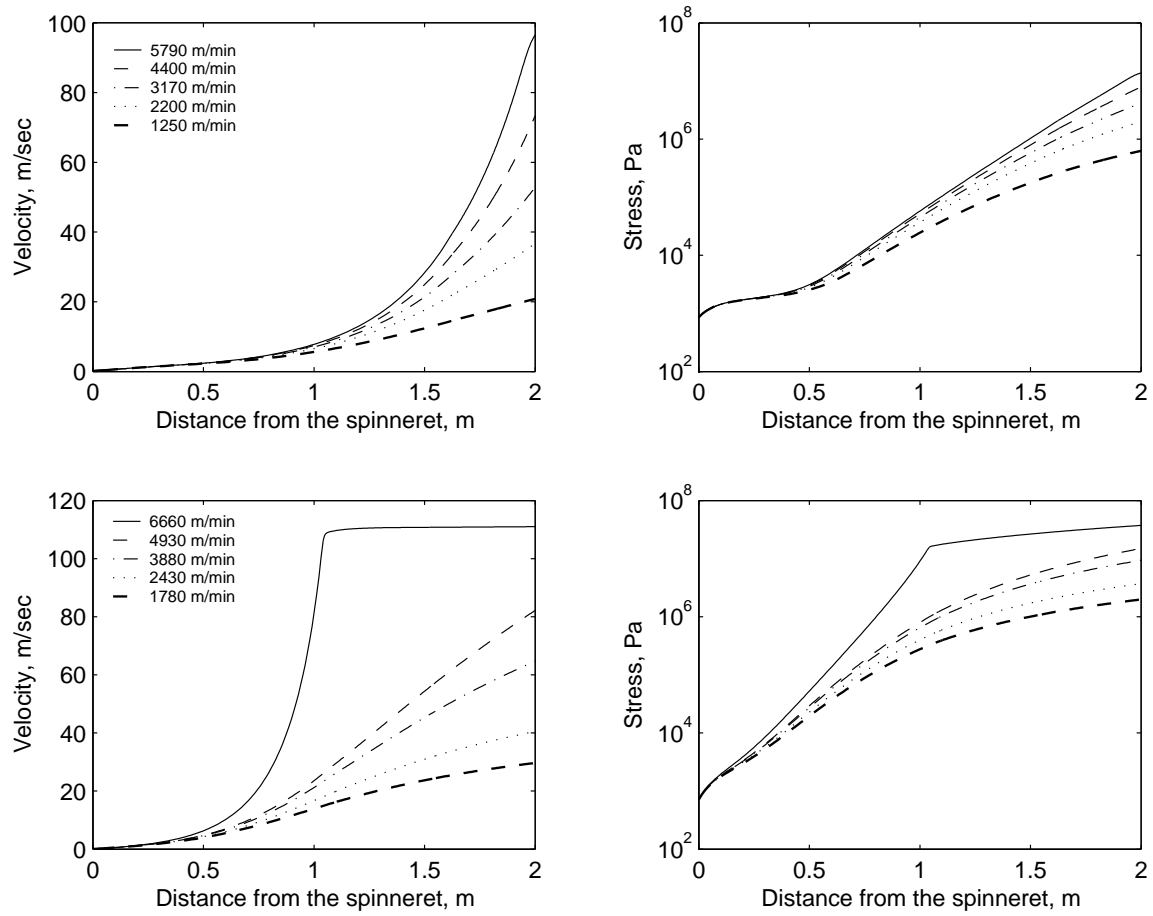 100
80
60
40
20
0
Velocity, m/sec
5790 m/min
4400 m/min
3170 m/min
2200 m/min
1250 m/min
0 0.5 1 1.5 2
Distance from the spinneret, m
10^8
10^6
10^4
10^2
Stress, Pa
0 0.5 1 1.5 2
Distance from the spinneret, m
120
100
80
60
40
20
0
Velocity, m/sec
6660 m/min
4930 m/min
3880 m/min
2430 m/min
1780 m/min
0 0.5 1 1.5 2
Distance from the spinneret, m
10^8
10^6
10^4
10^2
Stress, Pa
0 0.5 1 1.5 2
Distance from the spinneret, m